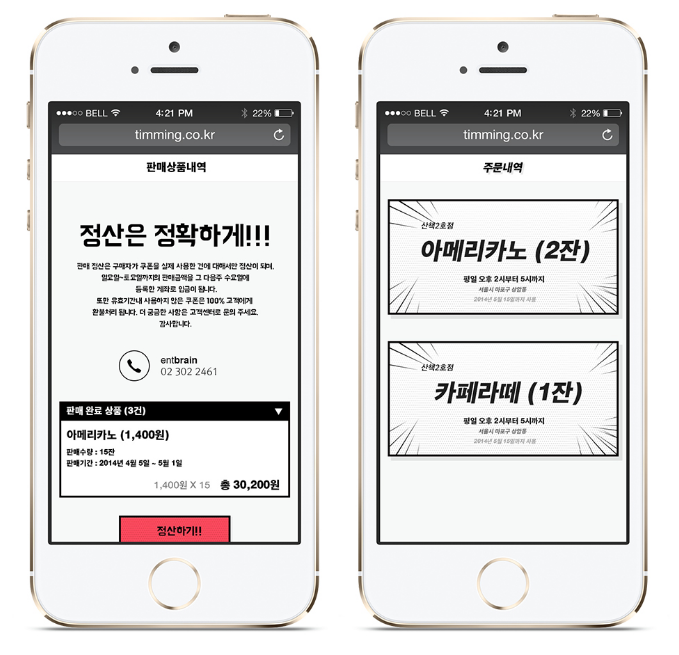 BELL 4:21 PM 22%
timming.co.kr
판매상품내역
정산은 정확하게!!!
판매 정산은 구매자가 쿠폰을 실제 사용한 건에 대해서만 정산이 되며,
일요일~토요일까지의 판매금액을 그 다음주 수요일에
등록한 계좌로 입금이 됩니다.
또한 유효기간내 사용하지 않은 쿠폰은 100% 고객에게
환불처리 됩니다. 더 궁금한 사항은 고객센터로 문의 주세요.
감사합니다.
entbrain
02 302 2461
판매 완료 상품 (3건)
아메리카노 (1,400원)
판매수량 : 15잔
판매기간 : 2014년 4월 5일 ~ 5월 1일
1,400원 X 15 총 30,200원
정산하기!!
BELL 4:21 PM 22%
timming.co.kr
주문내역
산책2호점
아메리카노 (2잔)
평일 오후 2시부터 5시까지
서울시 마포구 상암동
2014년 5월 15일까지 사용
산책2호점
카페라떼 (1잔)
평일 오후 2시부터 5시까지
서울시 마포구 상암동
2014년 5월 15일까지 사용